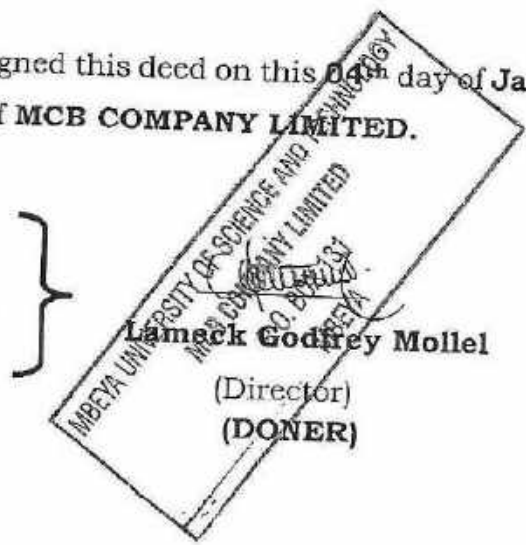 gned this deed on this 04th day of Ja
f MCB COMPANY LIMITED.
MBEYA UNIVERSITY OF SCIENCE AND TECHNOLOGY
MCB COMPANY LIMITED
P.O. BOX 131
MBEYA
Lameck Godfrey Mollel
(Director)
(DONER)